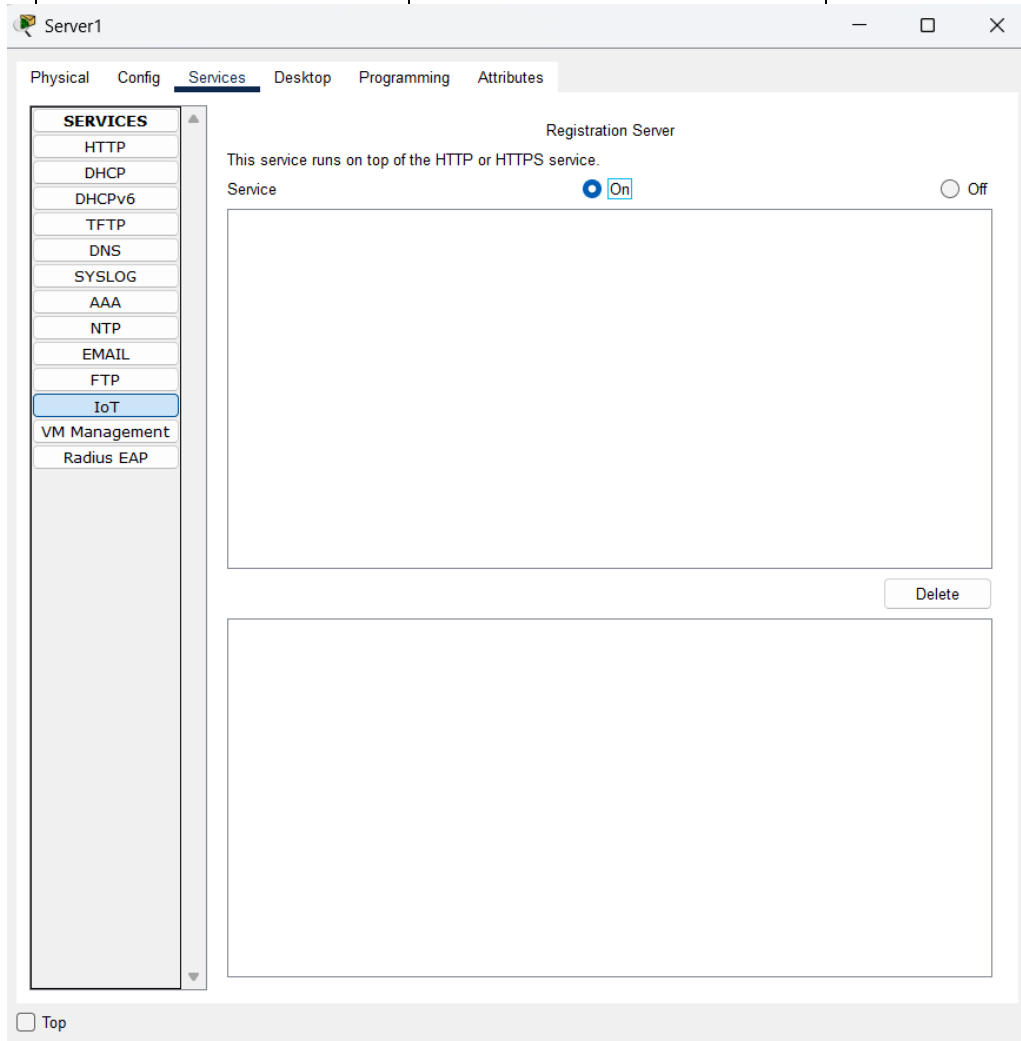 Server1
Physical Config Services Desktop Programming Attributes
SERVICES
HTTP
DHCP
DHCPv6
TFTP
DNS
SYSLOG
AAA
NTP
EMAIL
FTP
IoT
VM Management
Radius EAP
Registration Server
This service runs on top of the HTTP or HTTPS service.
Service On Off
Delete
Top